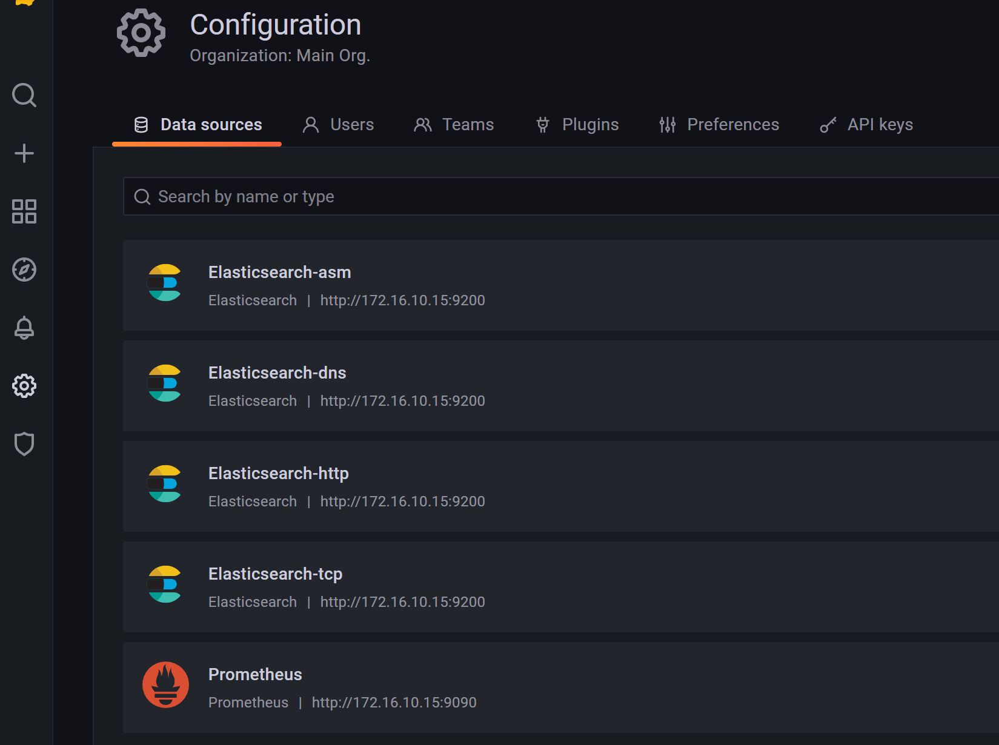 Configuration
Organization: Main Org.
Data sources Users Teams Plugins Preferences API keys
Search by name or type
Elasticsearch-asm
Elasticsearch | http://172.16.10.15:9200
Elasticsearch-dns
Elasticsearch | http://172.16.10.15:9200
Elasticsearch-http
Elasticsearch | http://172.16.10.15:9200
Elasticsearch-tcp
Elasticsearch | http://172.16.10.15:9200
Prometheus
Prometheus | http://172.16.10.15:9090